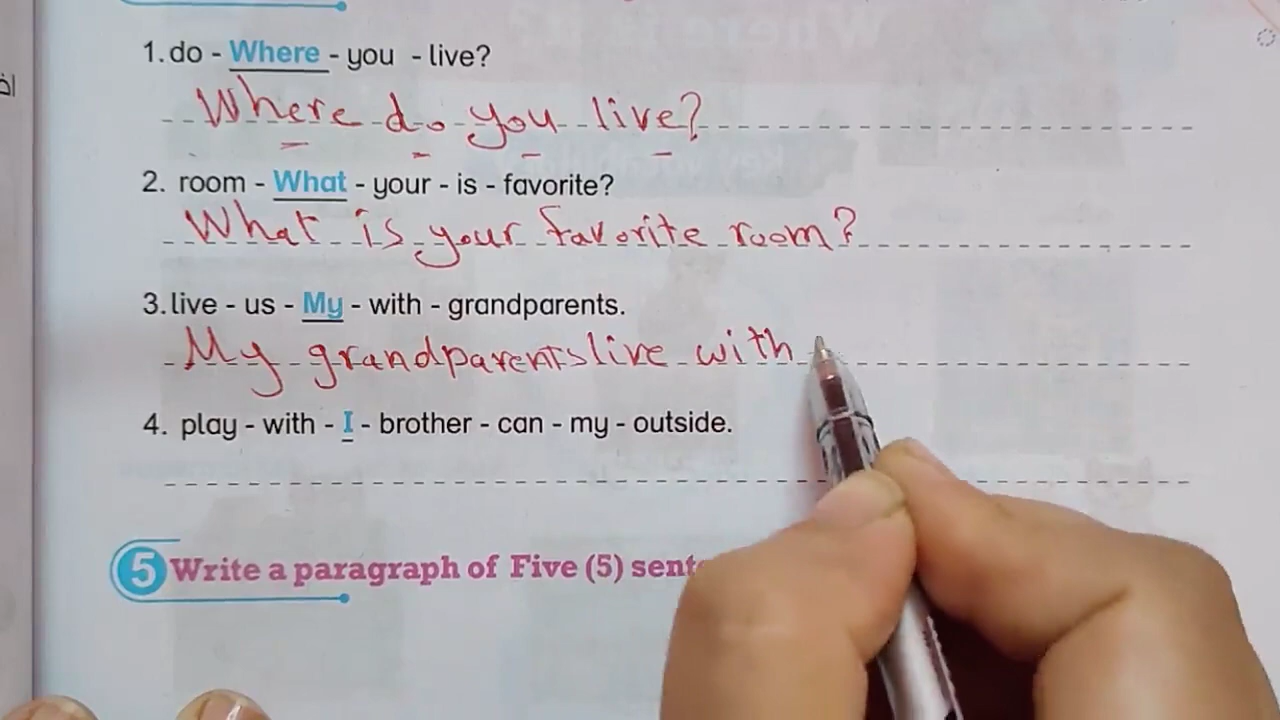 1. do - Where - you - live?
Where do you live?
2. room - What - your - is - favorite?
What is your favorite room?
3. live - us - My - with - grandparents.
My grandparents live with
4. play - with - I - brother - can - my - outside.
5 Write a paragraph of Five (5)